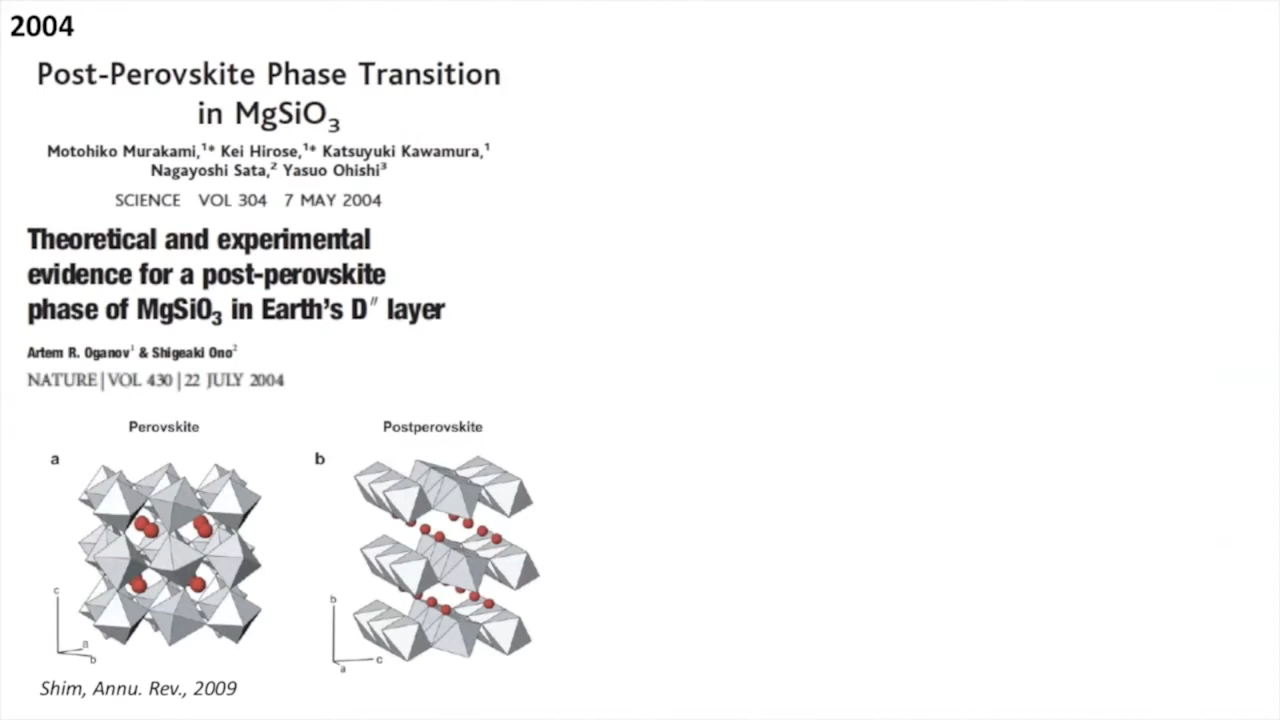 2004
Post-Perovskite Phase Transition
in MgSiO₃
Motohiko Murakami,¹* Kei Hirose,¹* Katsuyuki Kawamura,¹
Nagayoshi Sata,² Yasuo Ohishi³
SCIENCE VOL 304 7 MAY 2004
Theoretical and experimental
evidence for a post-perovskite
phase of MgSiO₃ in Earth's D″ layer
Artem R. Oganov¹ & Shigeaki Ono²
NATURE | VOL 430 | 22 JULY 2004
Perovskite
Postperovskite
a
b
c
a
b
b
c
a
Shim, Annu. Rev., 2009